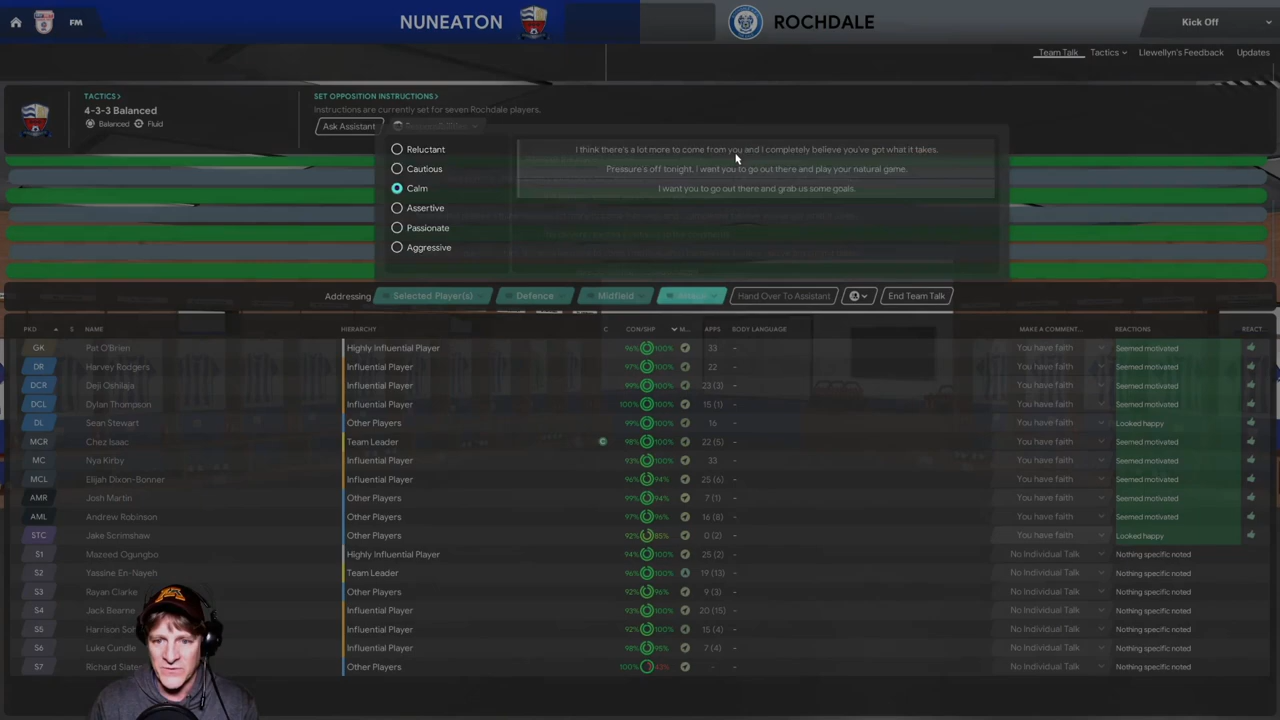 FM
NUNEATON
ROCHDALE
Kick Off
Team Talk
Tactics
Llewellyn's Feedback
Updates
TACTICS>
4-3-3 Balanced
Balanced
Fluid
SET OPPOSITION INSTRUCTIONS>
Instructions are currently set for seven Rochdale players.
Ask Assistant
Reluctant
Cautious
Calm
Assertive
Passionate
Aggressive
I think there's a lot more to come from you and I completely believe you've got what it takes.
Pressure's off tonight. I want you to go out there and play your natural game.
I want you to go out there and grab us some goals.
Addressing
Selected Player(s)
Defence
Midfield
Hand Over To Assistant
End Team Talk
PKD S NAME HIERARCHY C CON/SHP M... APPS BODY LANGUAGE MAKE A COMMENT... REACTIONS REACT
GK Pat O'Brien Highly Influential Player 96% 100% 33 - You have faith Seemed motivated
DR Harvey Rodgers Influential Player 97% 100% 22 - You have faith Seemed motivated
DCR Deji Oshilaja Influential Player 99% 100% 23 (3) - You have faith Seemed motivated
DCL Dylan Thompson Influential Player 100% 100% 15 (1) - You have faith Seemed motivated
DL Sean Stewart Other Players 99% 100% 16 - You have faith Looked happy
MCR Chez Isaac Team Leader C 98% 100% 22 (5) - You have faith Seemed motivated
MC Nya Kirby Influential Player 93% 100% 33 - You have faith Seemed motivated
MCL Elijah Dixon-Bonner Influential Player 96% 94% 25 (6) - You have faith Seemed motivated
AMR Josh Martin Other Players 99% 94% 7 (1) - You have faith Seemed motivated
AML Andrew Robinson Other Players 97% 96% 16 (8) - You have faith Seemed motivated
STC Jake Scrimshaw Other Players 92% 85% 0 (2) - You have faith Looked happy
S1 Mazeed Ogungbo Highly Influential Player 94% 100% 25 (2) - No Individual Talk Nothing specific noted
S2 Yassine En-Nayeh Team Leader 96% 100% 19 (13) - No Individual Talk Nothing specific noted
S3 Rayan Clarke Other Players 92% 96% 9 (3) - No Individual Talk Nothing specific noted
S4 Jack Bearne Influential Player 93% 100% 20 (15) - No Individual Talk Nothing specific noted
S5 Harrison Influential Player 92% 100% 15 (4) - No Individual Talk Nothing specific noted
S6 Luke Cundle Influential Player 98% 95% 7 (4) - No Individual Talk Nothing specific noted
S7 Richard Other Players 100% 43% - - No Individual Talk Nothing specific noted